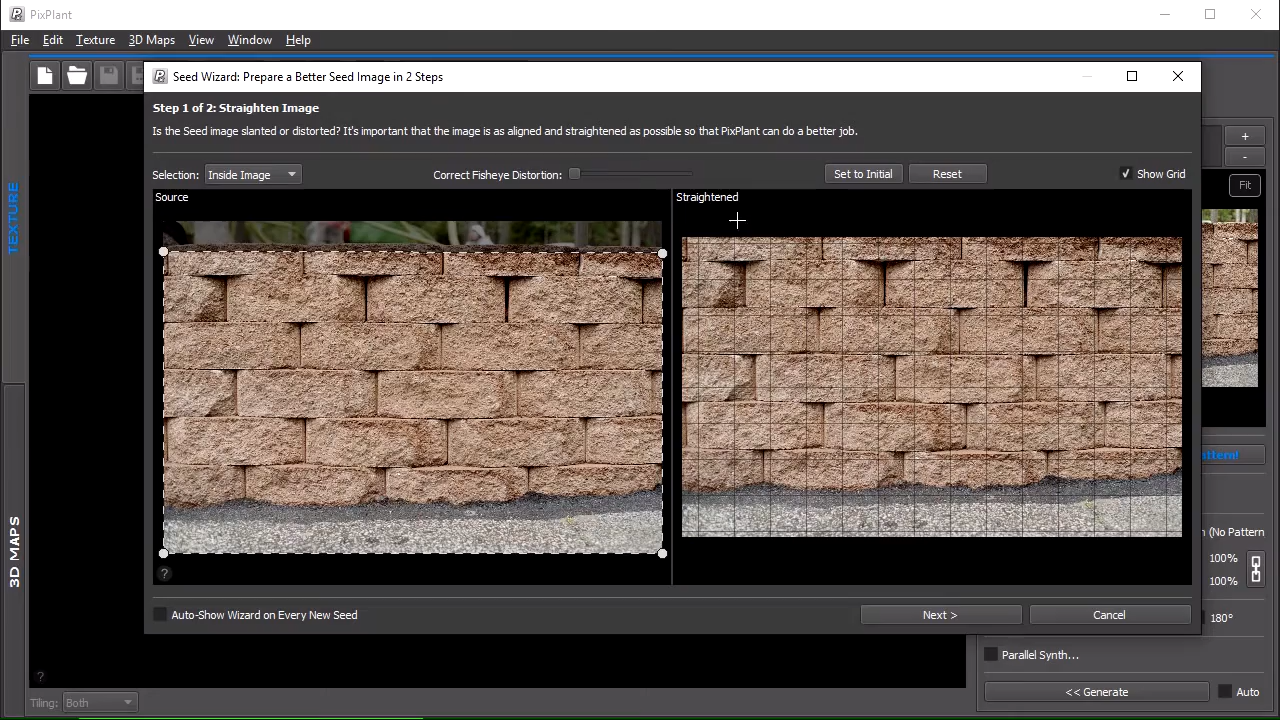 PixPlant
File Edit Texture 3D Maps View Window Help
Seed Wizard: Prepare a Better Seed Image in 2 Steps
Step 1 of 2: Straighten Image
Is the Seed image slanted or distorted? It's important that the image is as aligned and straightened as possible so that PixPlant can do a better job.
Selection: Inside Image Correct Fisheye Distortion: Set to Initial Reset Show Grid
+
-
Fit
Source Straightened
TEXTURE
3D MAPS
?
Auto-Show Wizard on Every New Seed Next > Cancel
attern!
(No Pattern
100%
100%
180°
Parallel Synth...
?
Tiling: Both << Generate Auto